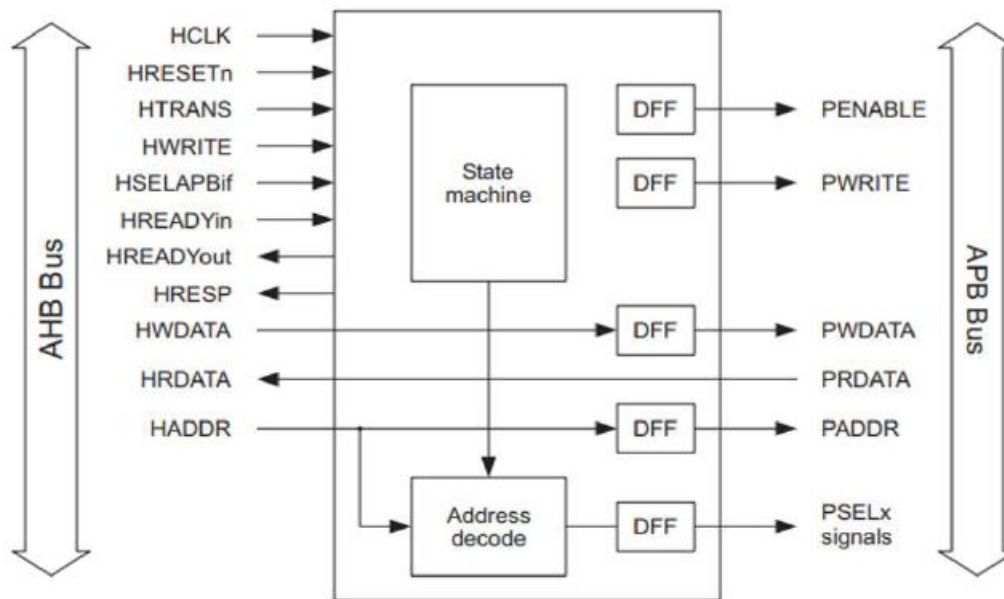 AHB Bus
HCLK
HRESETn
HTRANS
HWRITE
HSELAPBif
HREADYin
HREADYout
HRESP
HWDATA
HRDATA
HADDR
State
machine
Address
decode
DFF
DFF
DFF
DFF
DFF
PENABLE
PWRITE
PWDATA
PRDATA
PADDR
PSELx
signals
APB Bus